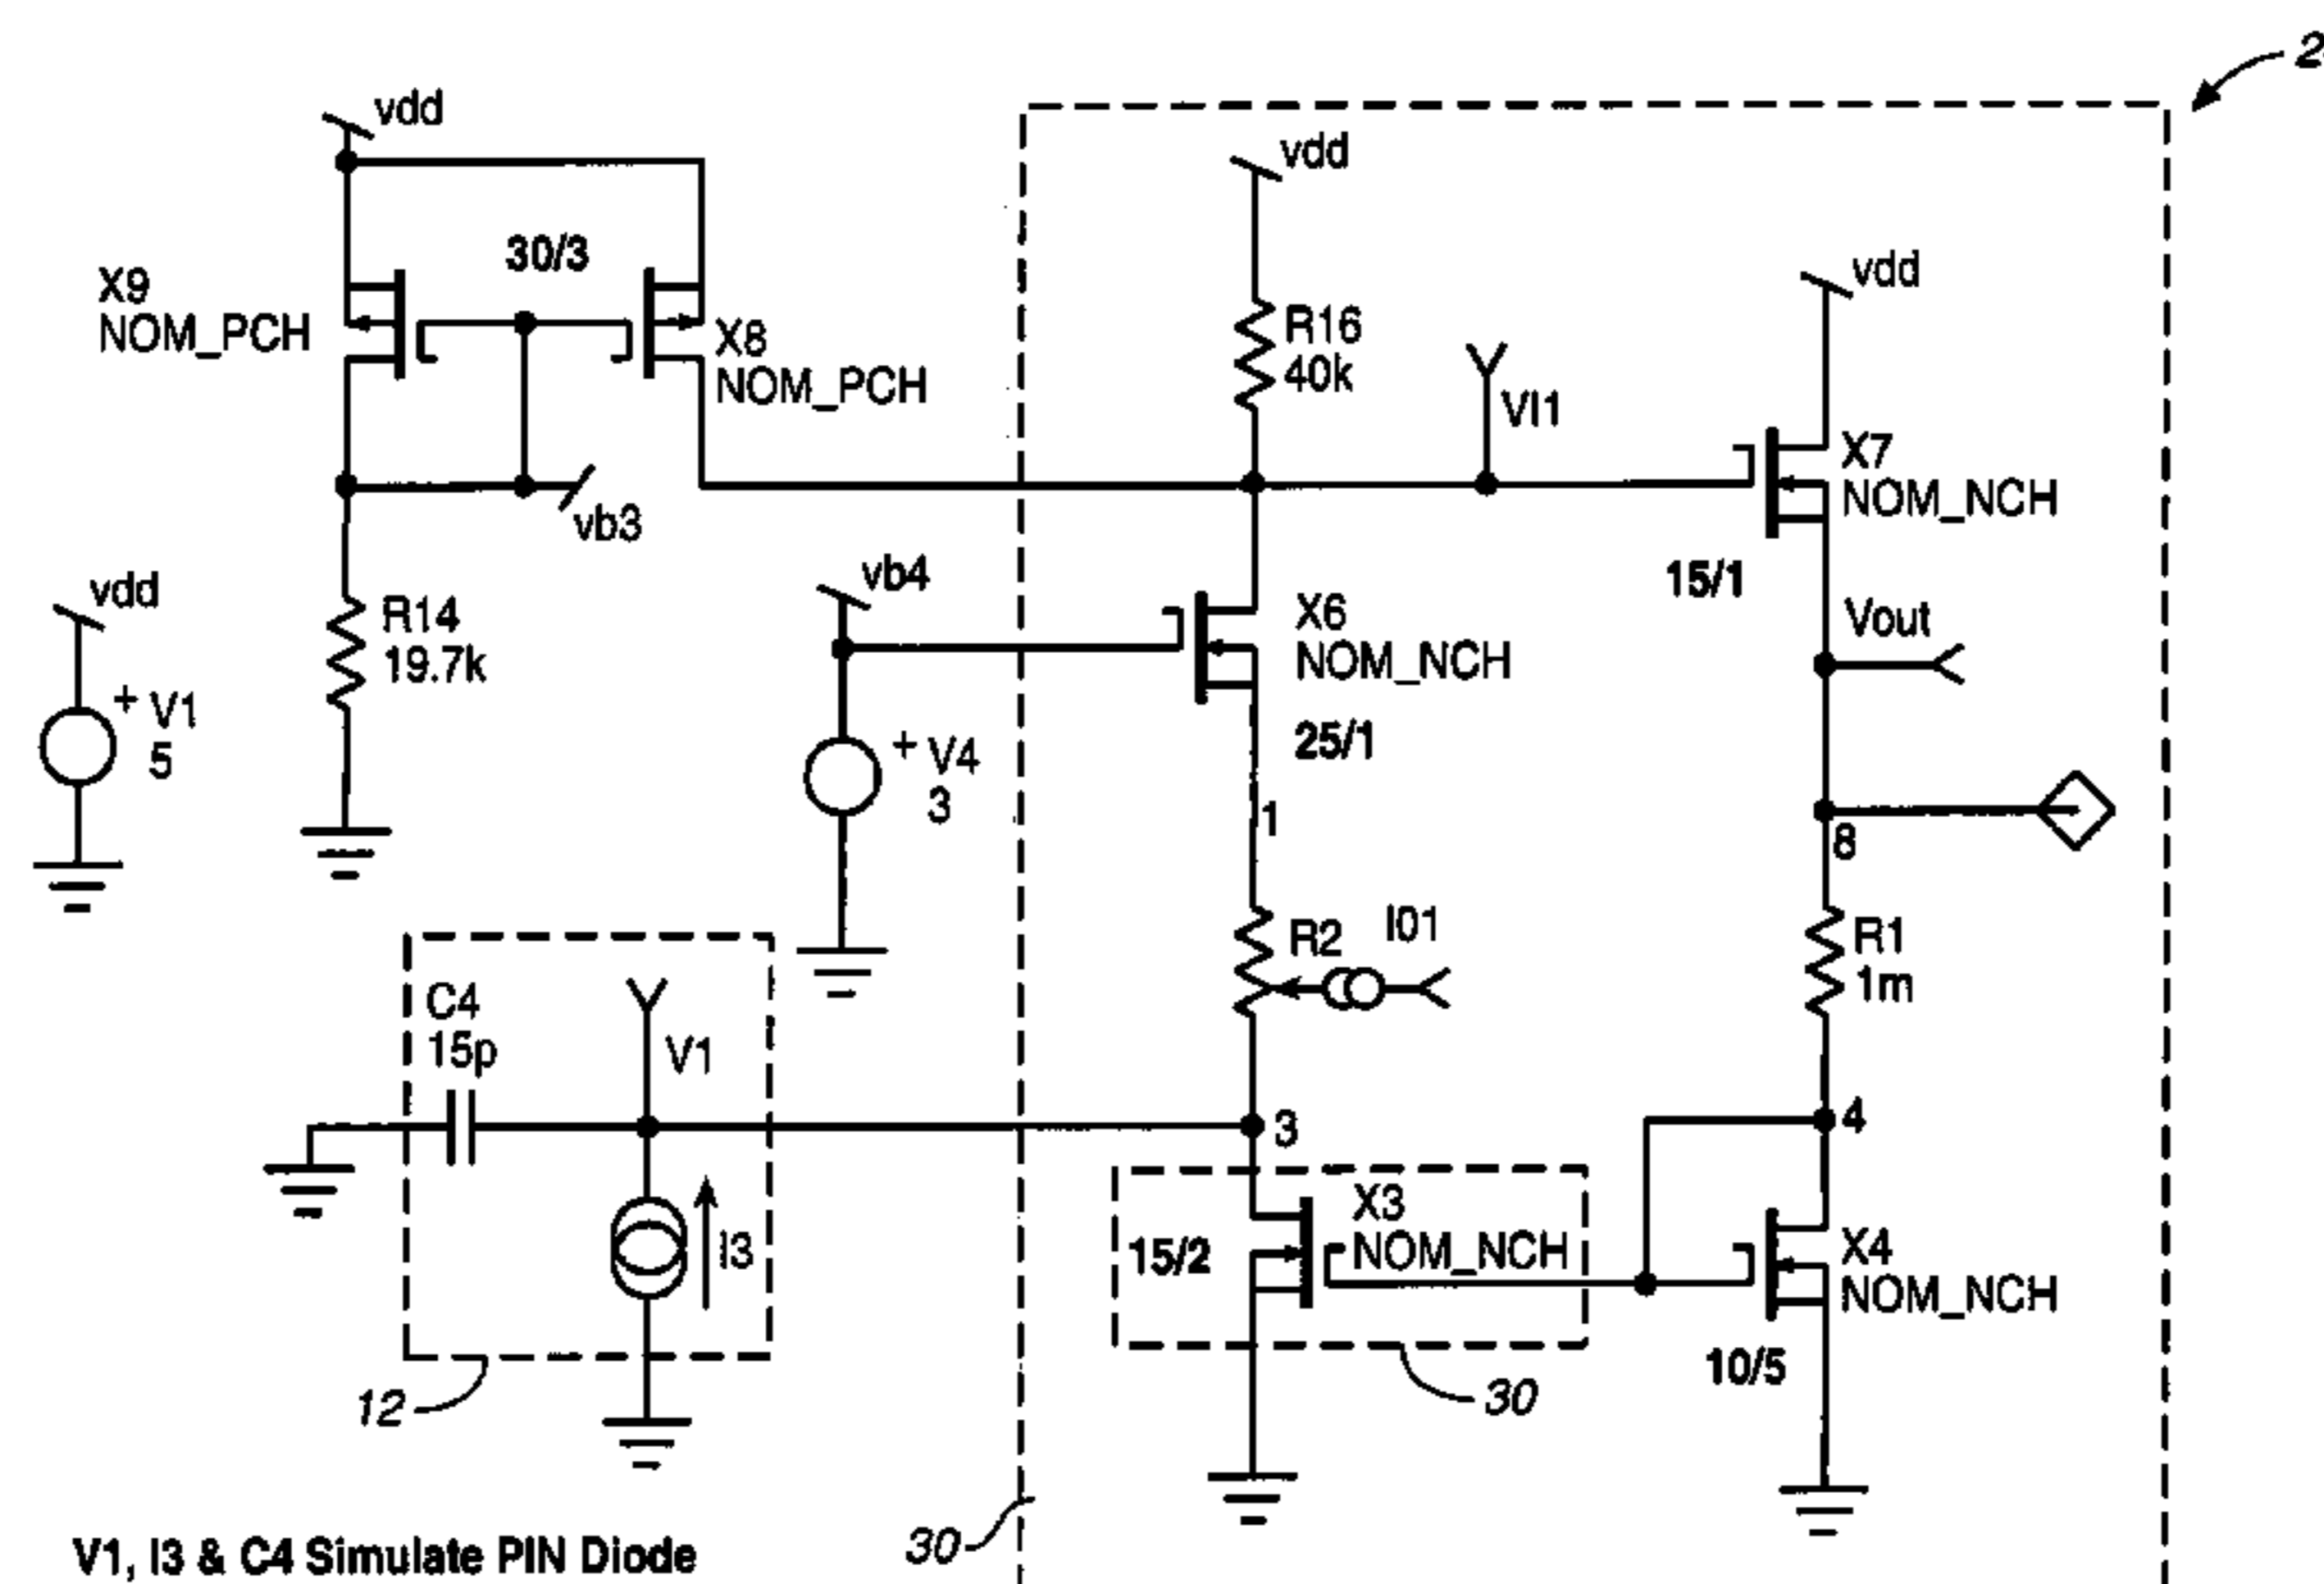 2
vdd
vdd
30/3
X9
NOM_PCH
X8
NOM_PCH
R16
40k
VI1
vdd
X7
NOM_NCH
15/1
vb3
vdd
+ V1
5
R14
19.7k
vb4
+ V4
3
X6
NOM_NCH
25/1
Vout
1
8
R2
I01
R1
1m
C4
15p
V1
I3
12
3
4
X3
NOM_NCH
15/2
X4
NOM_NCH
10/5
30
30
V1, I3 & C4 Simulate PIN Diode